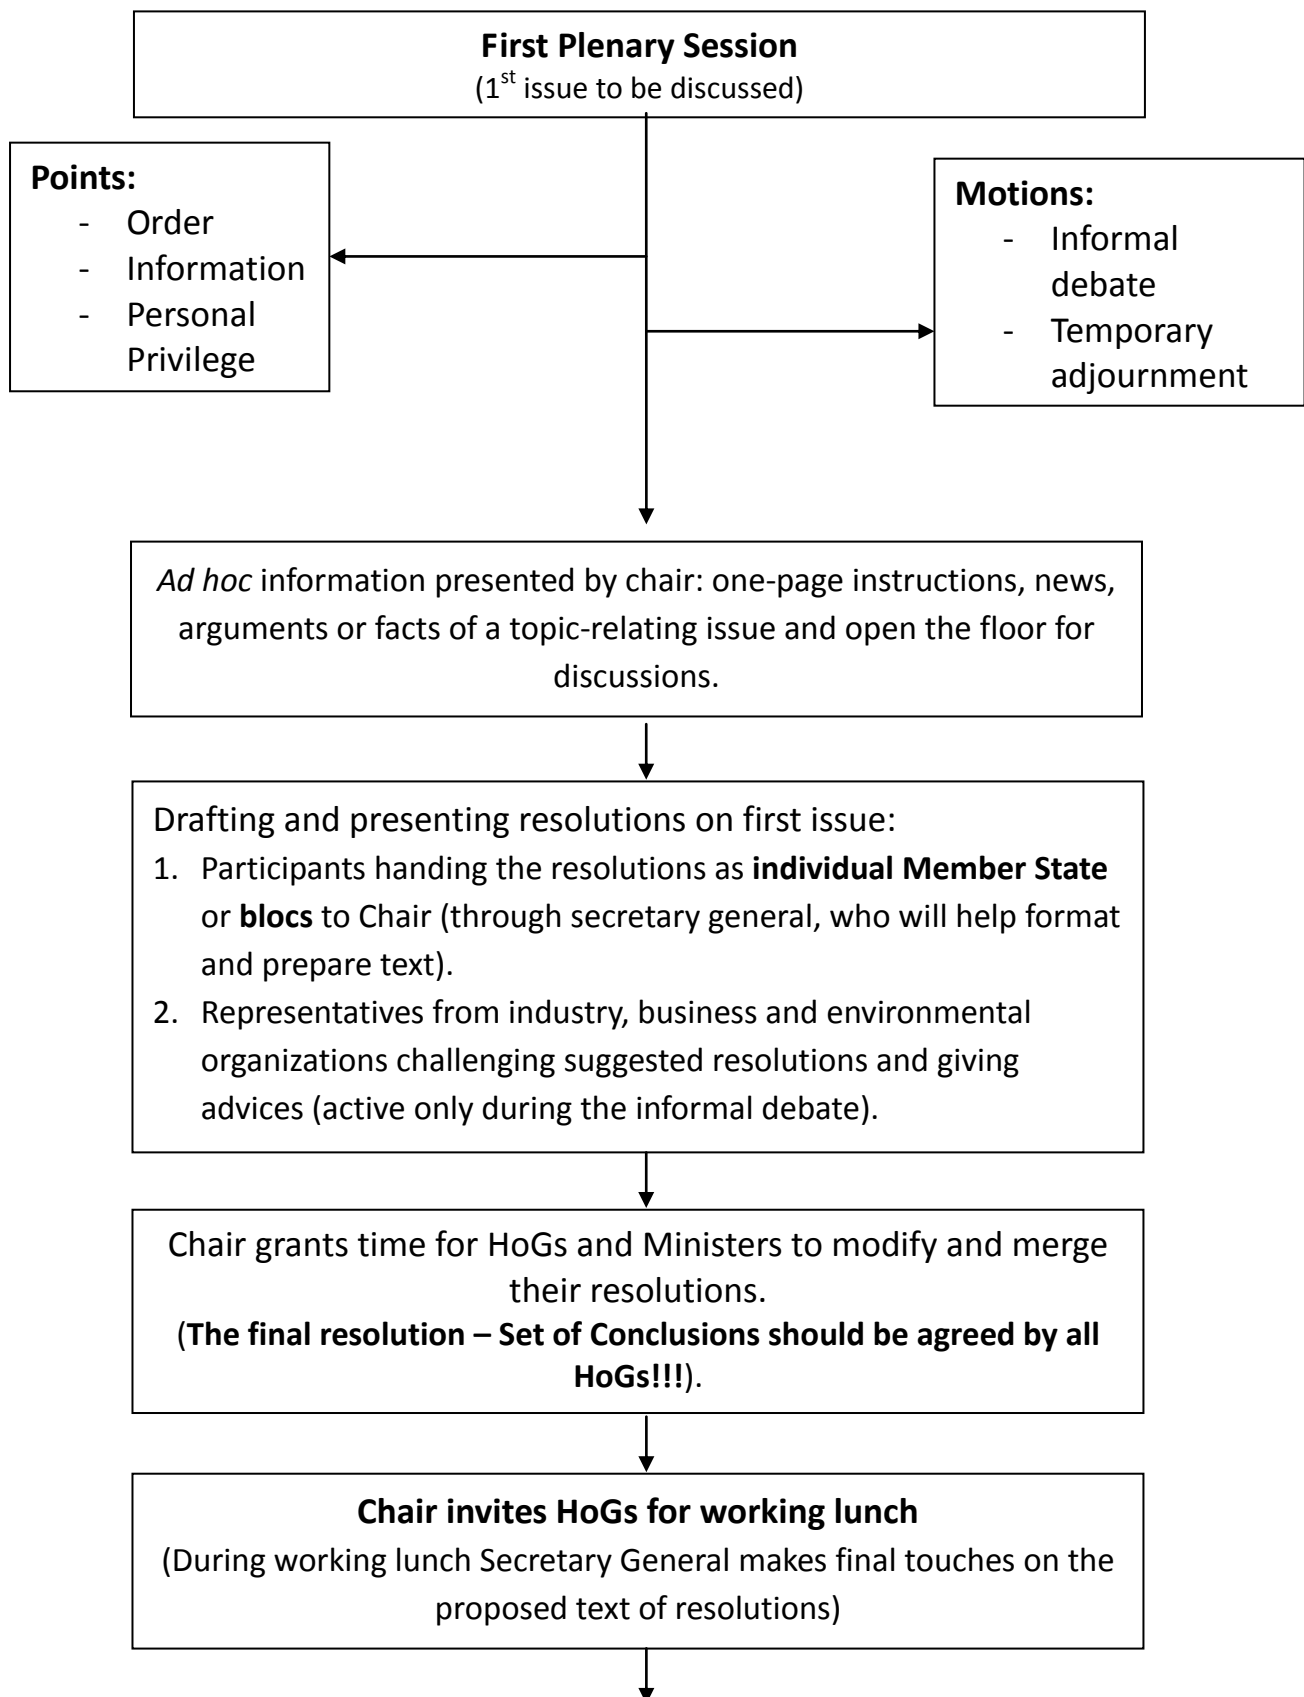 First Plenary Session
(1st issue to be discussed)
Points:
- Order
- Information
- Personal
Privilege
Motions:
- Informal
debate
- Temporary
adjournment
Ad hoc information presented by chair: one-page instructions, news,
arguments or facts of a topic-relating issue and open the floor for
discussions.
Drafting and presenting resolutions on first issue:
1. Participants handing the resolutions as individual Member State
or blocs to Chair (through secretary general, who will help format
and prepare text).
2. Representatives from industry, business and environmental
organizations challenging suggested resolutions and giving
advices (active only during the informal debate).
Chair grants time for HoGs and Ministers to modify and merge
their resolutions.
(The final resolution – Set of Conclusions should be agreed by all
HoGs!!!).
Chair invites HoGs for working lunch
(During working lunch Secretary General makes final touches on the
proposed text of resolutions)